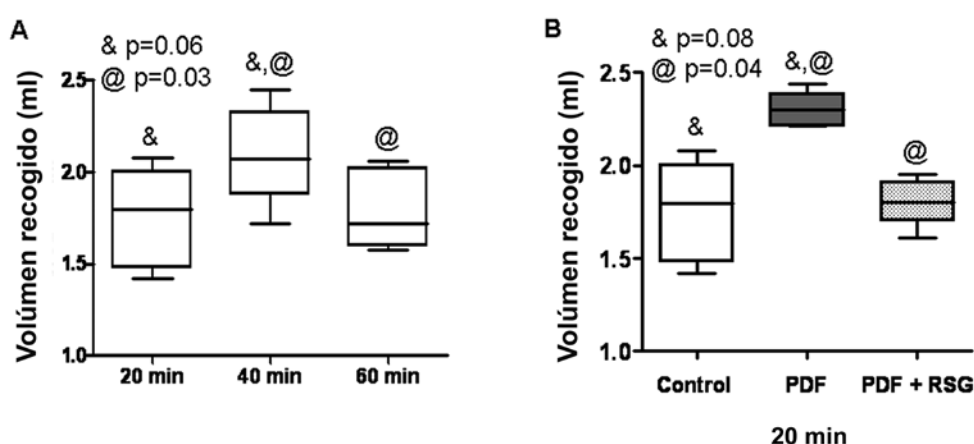 A
& p=0.06
@ p=0.03
Volúmen recogido (ml)
2.5
2.0
1.5
1.0
&
&,@
@
20 min
40 min
60 min
B
& p=0.08
@ p=0.04
Volúmen recogido (ml)
2.5
2.0
1.5
1.0
&
&,@
@
Control
PDF
PDF + RSG
20 min